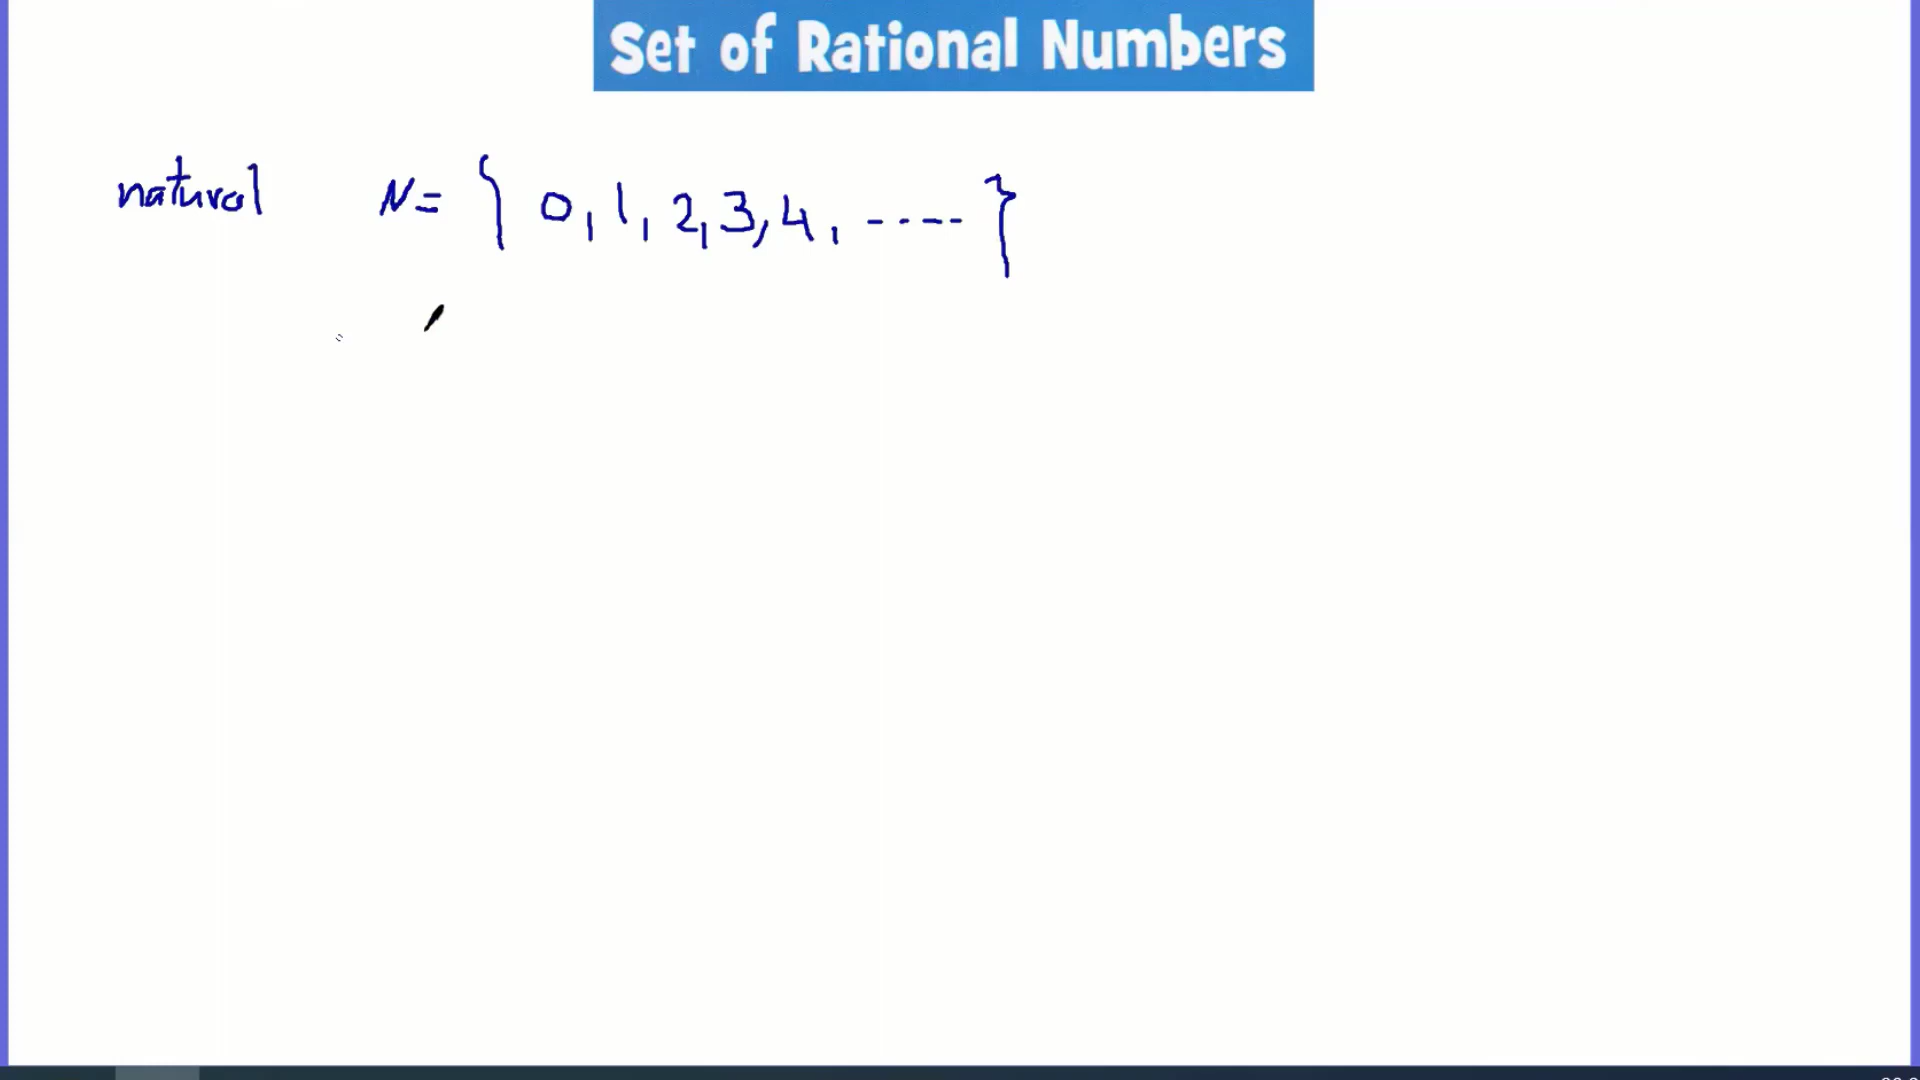 Set of Rational Numbers
natural N = { 0, 1, 2, 3, 4, ---- }